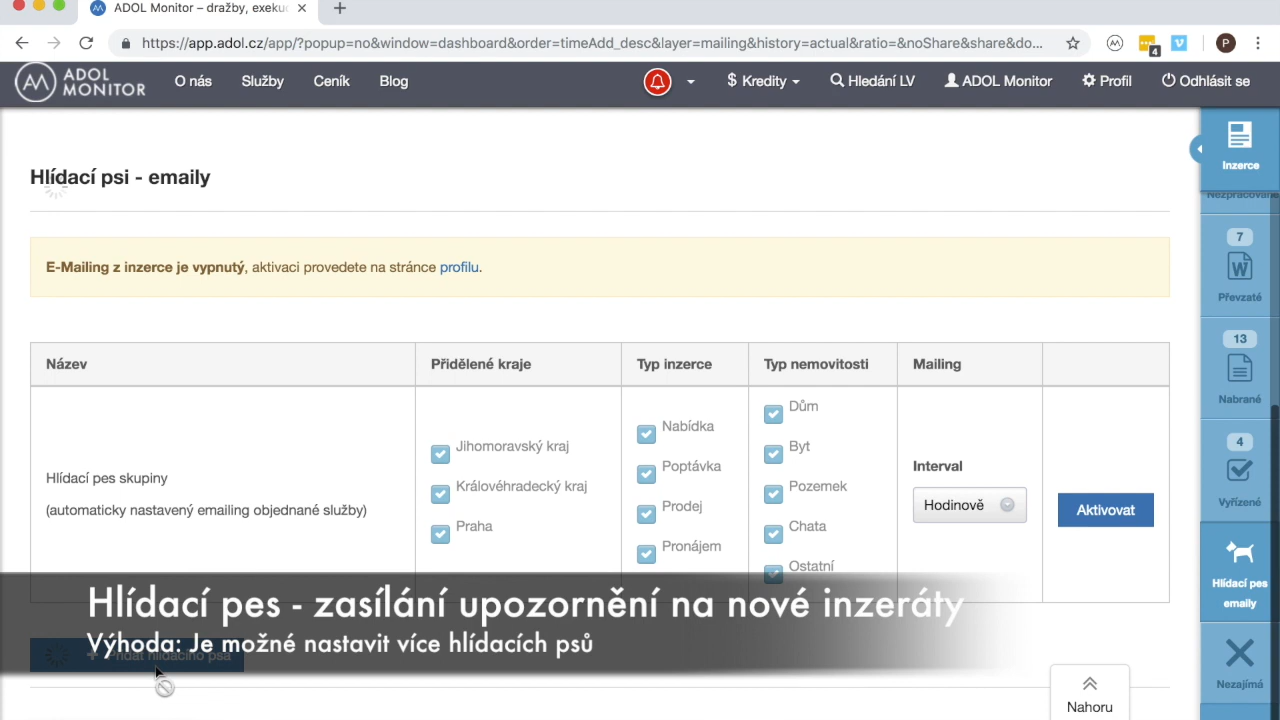 ADOL Monitor – dražby, exeku
https://app.adol.cz/app/?popup=no&window=dashboard&order=timeAdd_desc&layer=mailing&history=actual&ratio=&noShare&share&do...
4
P
ADOL MONITOR
O nás
Služby
Ceník
Blog
$ Kredity
Hledání LV
ADOL Monitor
Profil
Odhlásit se
Hlídací psi - emaily
E-Mailing z inzerce je vypnutý, aktivaci provedete na stránce profilu.
Název
Přidělené kraje
Typ inzerce
Typ nemovitosti
Mailing
Hlídací pes skupiny
(automaticky nastavený emailing objednané služby)
Jihomoravský kraj
Královéhradecký kraj
Praha
Nabídka
Poptávka
Prodej
Pronájem
Dům
Byt
Pozemek
Chata
Ostatní
Interval
Hodinově
Aktivovat
Hlídací pes - zasílání upozornění na nové inzeráty
Výhoda: Je možné nastavit více hlídacích psů
+ Přidat hlídacího psa
Nahoru
Inzerce
Nezpracované
7
W
Převzaté
13
Nabrané
4
Vyřízené
Hlídací pes
emaily
Nezajímá